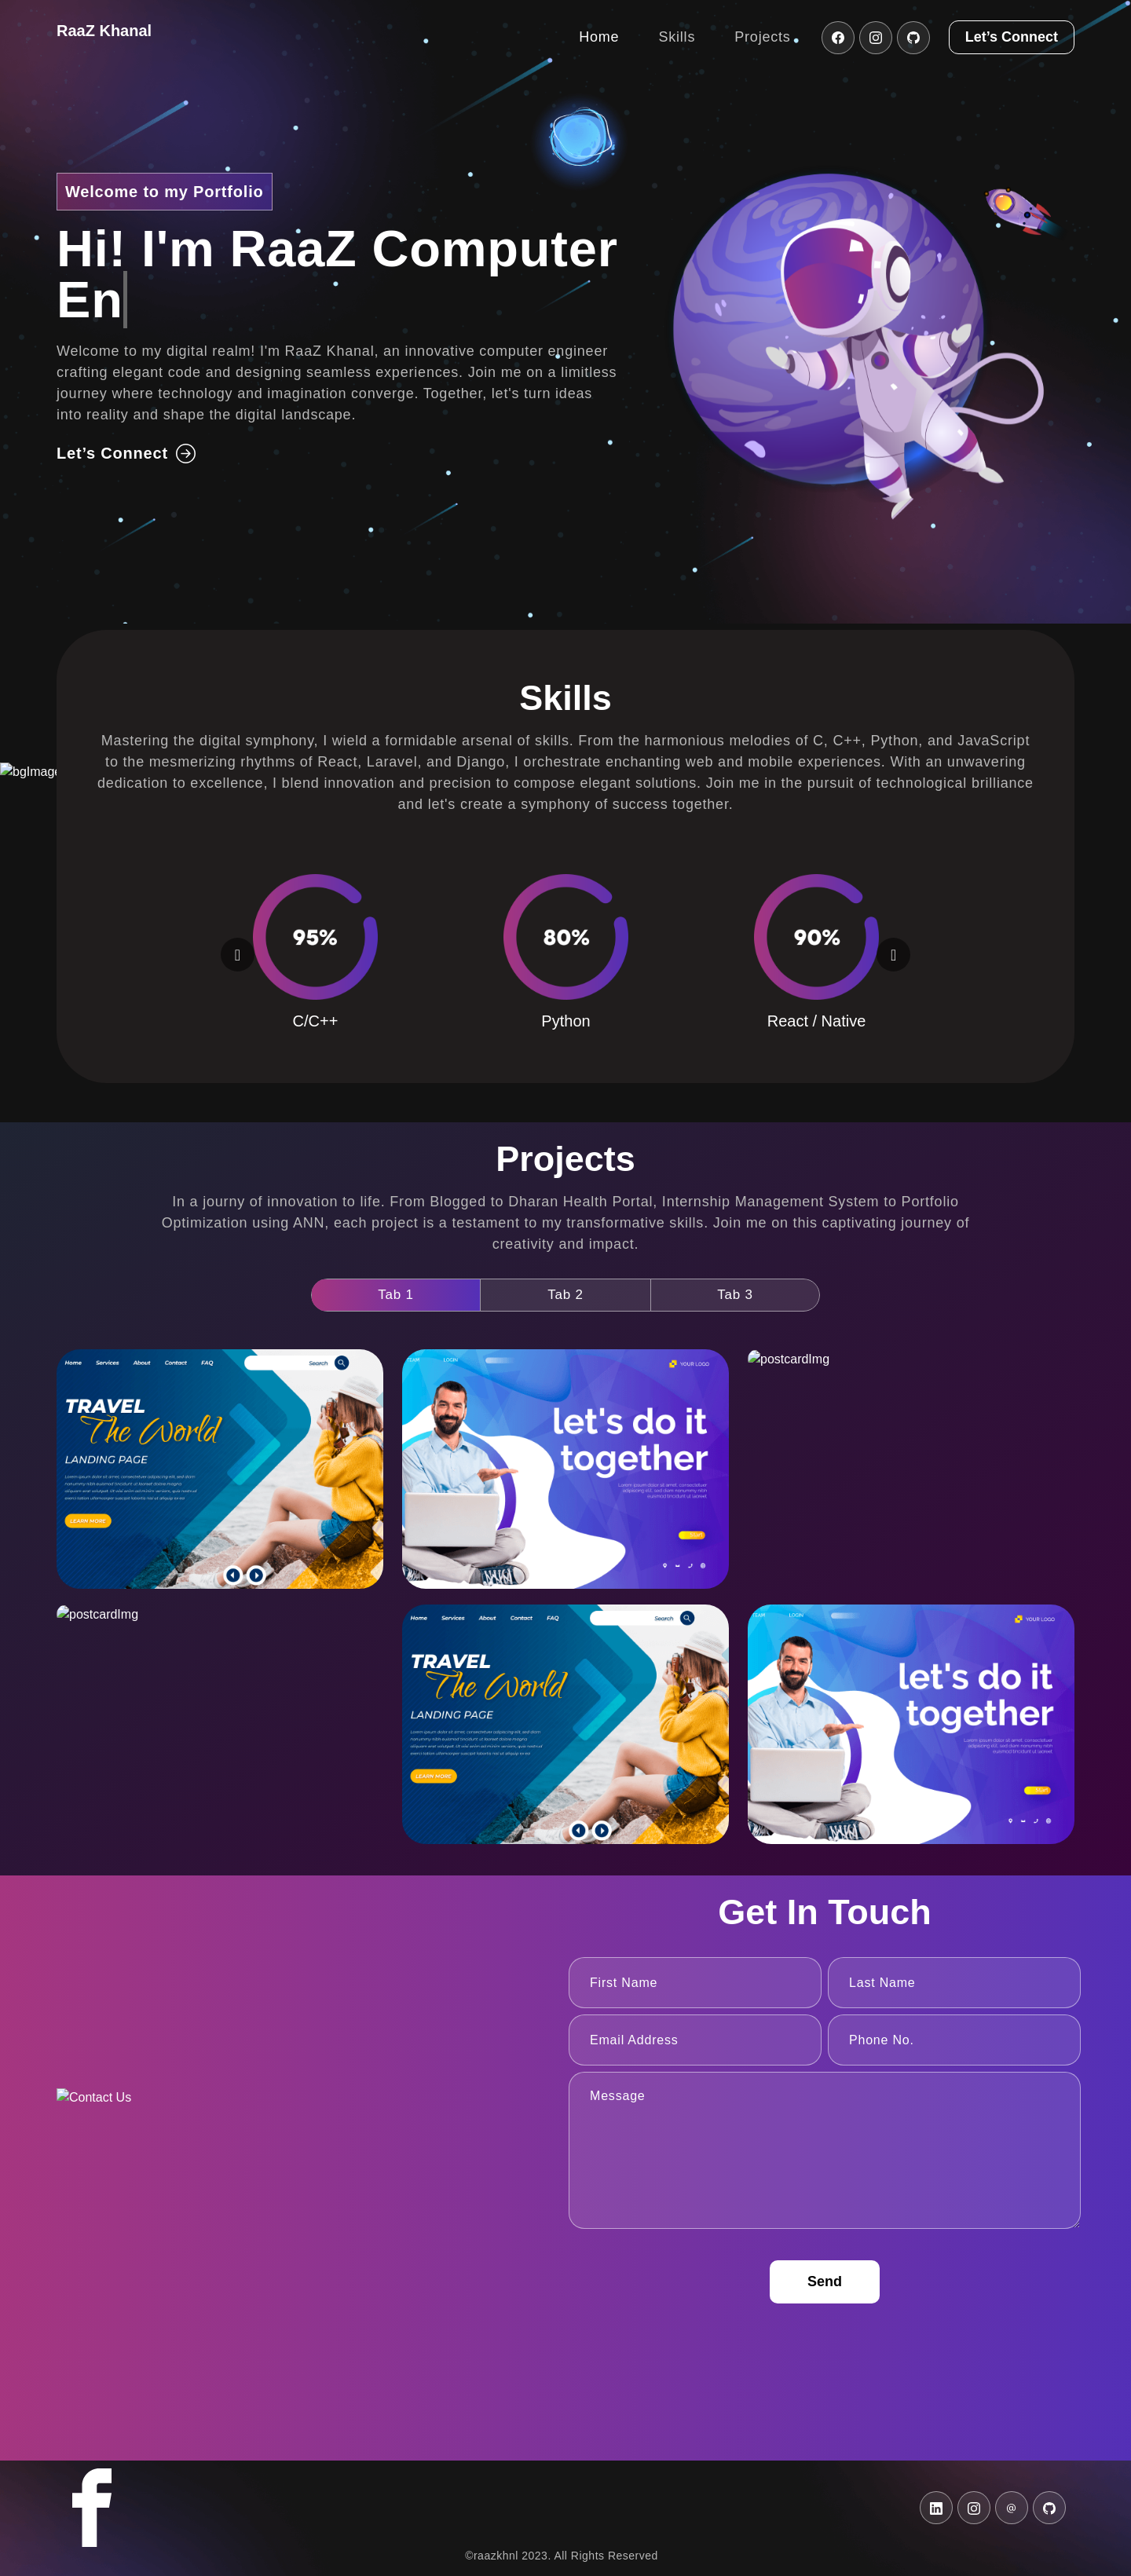 RaaZ Khanal
Home
Skills
Projects
Let’s Connect
Welcome to my Portfolio
Hi! I'm RaaZ Computer
En
Welcome to my digital realm! I'm RaaZ Khanal, an innovative computer engineer
crafting elegant code and designing seamless experiences. Join me on a limitless
journey where technology and imagination converge. Together, let's turn ideas
into reality and shape the digital landscape.
Let’s Connect
Skills
Mastering the digital symphony, I wield a formidable arsenal of skills. From the harmonious melodies of C, C++, Python, and JavaScript
to the mesmerizing rhythms of React, Laravel, and Django, I orchestrate enchanting web and mobile experiences. With an unwavering
dedication to excellence, I blend innovation and precision to compose elegant solutions. Join me in the pursuit of technological brilliance
and let's create a symphony of success together.
bgImage
95%
80%
90%
C/C++
Python
React / Native
Projects
In a journy of innovation to life. From Blogged to Dharan Health Portal, Internship Management System to Portfolio
Optimization using ANN, each project is a testament to my transformative skills. Join me on this captivating journey of
creativity and impact.
Tab 1
Tab 2
Tab 3
Home Services About Contact FAQ Search
TRAVEL
The World
LANDING PAGE
LEARN MORE
LOGIN
YOUR LOGO
let's do it
together
postcardImg
postcardImg
Home Services About Contact FAQ Search
TRAVEL
The World
LANDING PAGE
LEARN MORE
LOGIN
YOUR LOGO
let's do it
together
Get In Touch
First Name
Last Name
Email Address
Phone No.
Contact Us
Message
Send
©raazkhnl 2023. All Rights Reserved